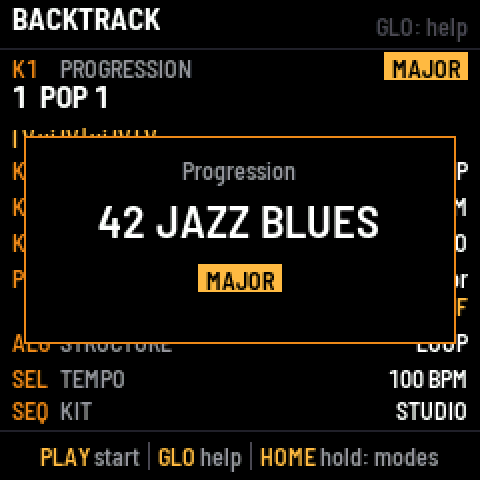 BACKTRACK GLO: help
K1 PROGRESSION MAJOR
1 POP 1
Progression
42 JAZZ BLUES
MAJOR
STRUCTURE LOOP
SEL TEMPO 100 BPM
SEQ KIT STUDIO
PLAY start GLO help HOME hold: modes